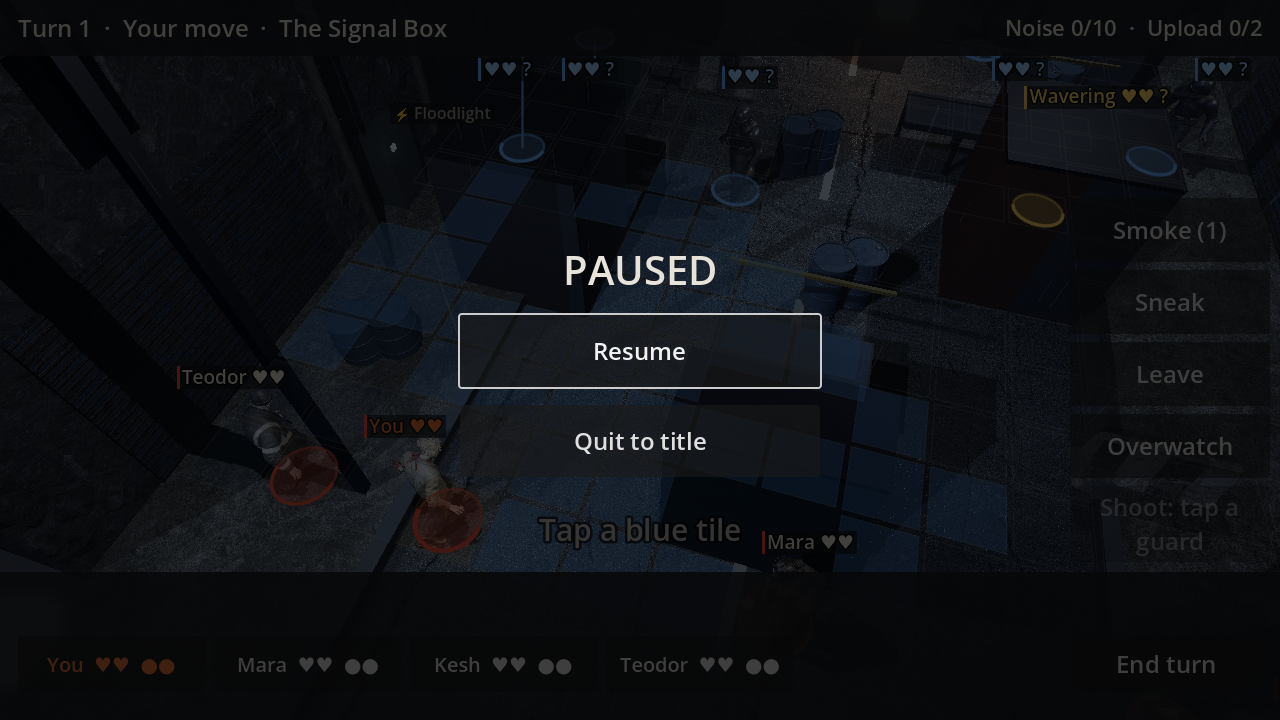 Turn 1 · Your move · The Signal Box
Noise 0/10 · Upload 0/2
♥♥ ?
♥♥ ?
♥♥ ?
♥♥ ?
♥♥ ?
Wavering ♥♥ ?
⚡ Floodlight
Smoke (1)
PAUSED
Sneak
Resume
Teodor ♥♥
Leave
You ♥♥
Quit to title
Overwatch
Shoot: tap a
guard
Tap a blue tile
Mara ♥♥
You ♥♥ ●●
Mara ♥♥ ●●
Kesh ♥♥ ●●
Teodor ♥♥ ●●
End turn